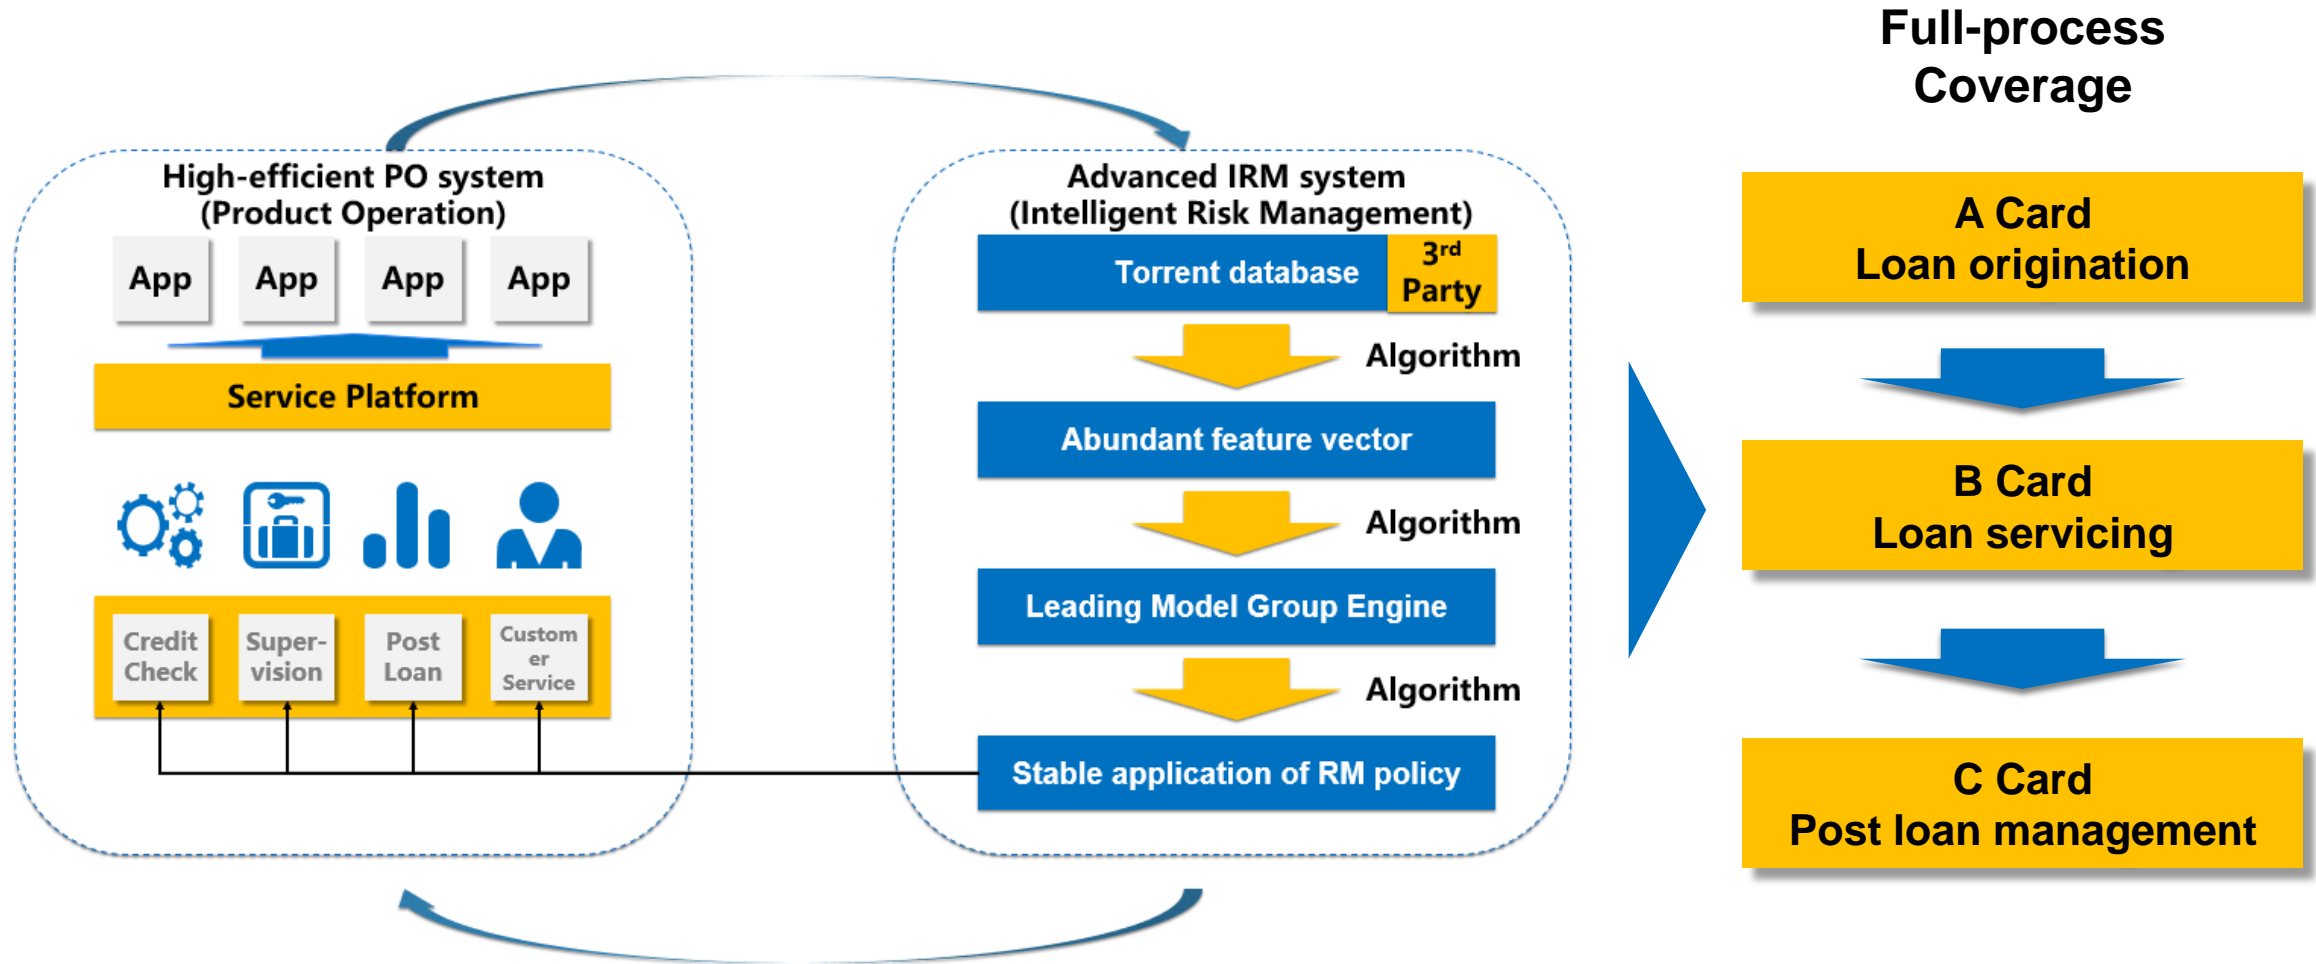 Full-process
Coverage
High-efficient PO system
(Product Operation)
App
App
App
App
Service Platform
Credit
Check
Super-
vision
Post
Loan
Custom
er
Service
Advanced IRM system
(Intelligent Risk Management)
Torrent database
3rd
Party
Algorithm
Abundant feature vector
Algorithm
Leading Model Group Engine
Algorithm
Stable application of RM policy
A Card
Loan origination
B Card
Loan servicing
C Card
Post loan management